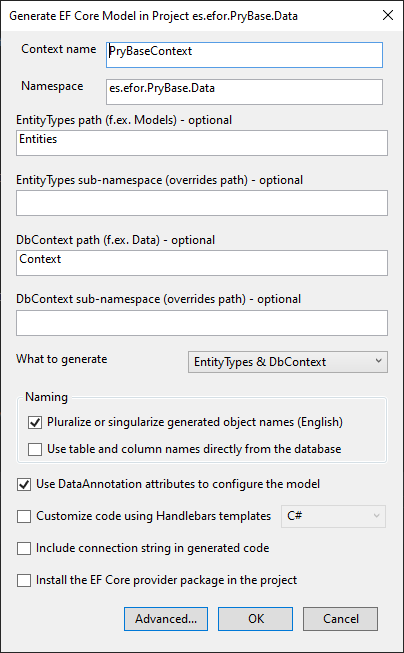 Generate EF Core Model in Project es.efor.PryBase.Data
Context name
PryBaseContext
Namespace
es.efor.PryBase.Data
EntityTypes path (f.ex. Models) - optional
Entities
EntityTypes sub-namespace (overrides path) - optional
DbContext path (f.ex. Data) - optional
Context
DbContext sub-namespace (overrides path) - optional
What to generate
EntityTypes & DbContext
Naming
Pluralize or singularize generated object names (English)
Use table and column names directly from the database
Use DataAnnotation attributes to configure the model
Customize code using Handlebars templates
C#
Include connection string in generated code
Install the EF Core provider package in the project
Advanced...
OK
Cancel